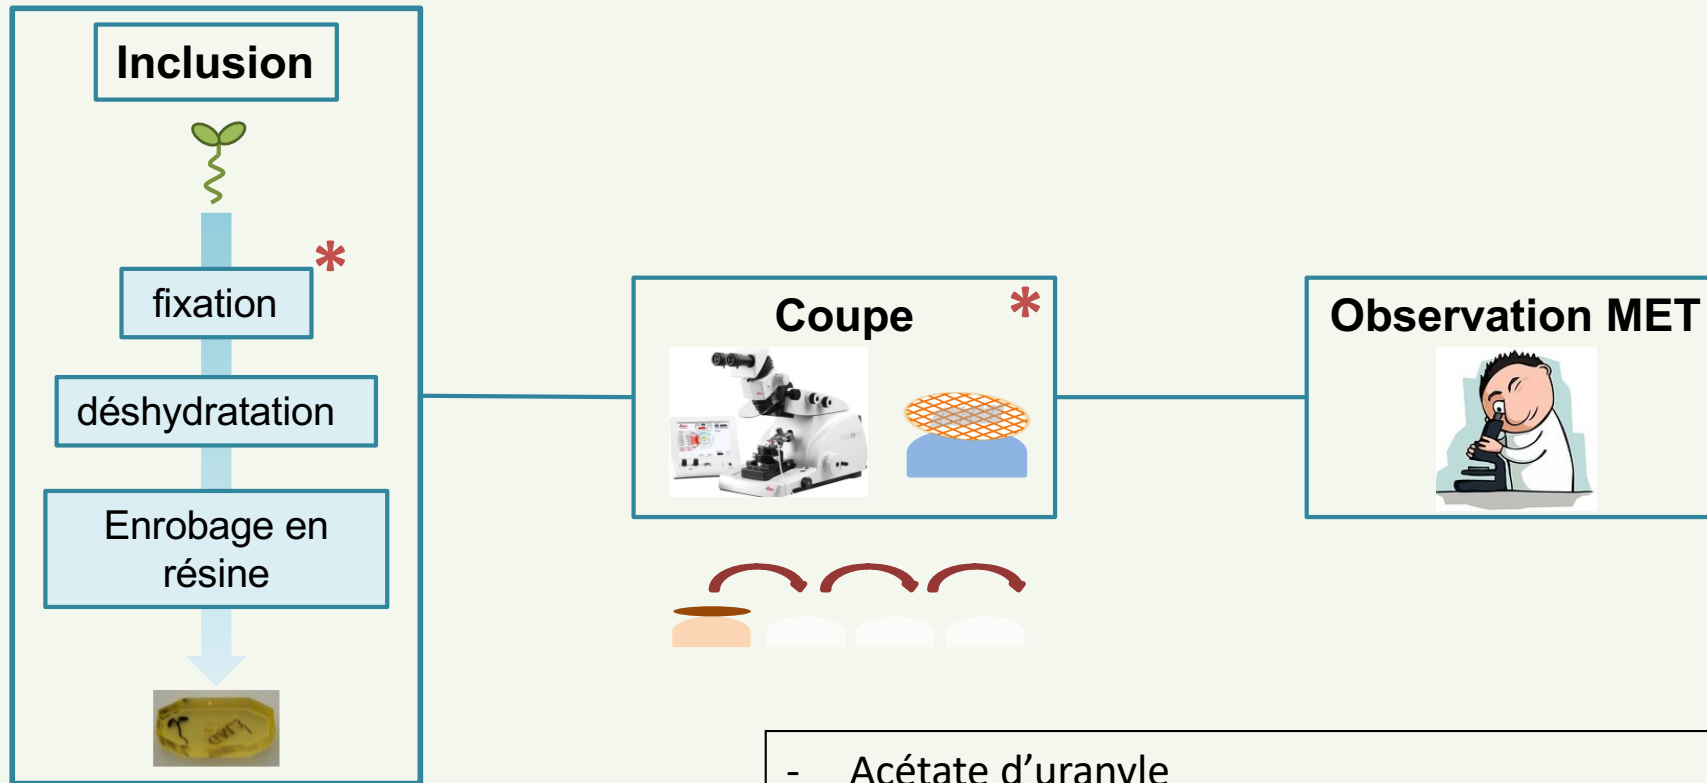 Inclusion
fixation
*
déshydratation
Enrobage en
résine
Coupe
*
Observation MET
- Acétate d'uranyle